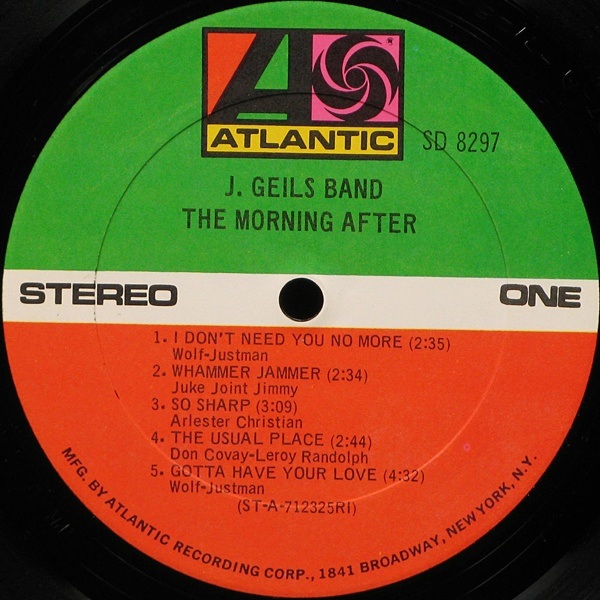 ATLANTIC
SD 8297
J. GEILS BAND
THE MORNING AFTER
STEREO
ONE
1. I DON'T NEED YOU NO MORE (2:35)
Wolf-Justman
2. WHAMMER JAMMER (2:34)
Juke Joint Jimmy
3. SO SHARP (3:09)
Arlester Christian
4. THE USUAL PLACE (2:44)
Don Covay-Leroy Randolph
5. GOTTA HAVE YOUR LOVE (4:32)
Wolf-Justman
(ST-A-712325RI)
MFG. BY ATLANTIC RECORDING CORP., 1841 BROADWAY, NEW YORK, N.Y.